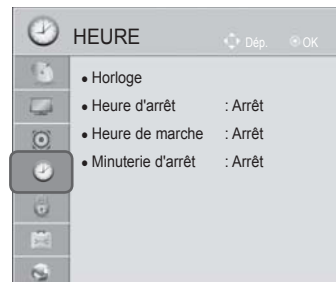 HEURE Dép. OK
• Horloge
• Heure d'arrêt : Arrêt
• Heure de marche : Arrêt
• Minuterie d'arrêt : Arrêt